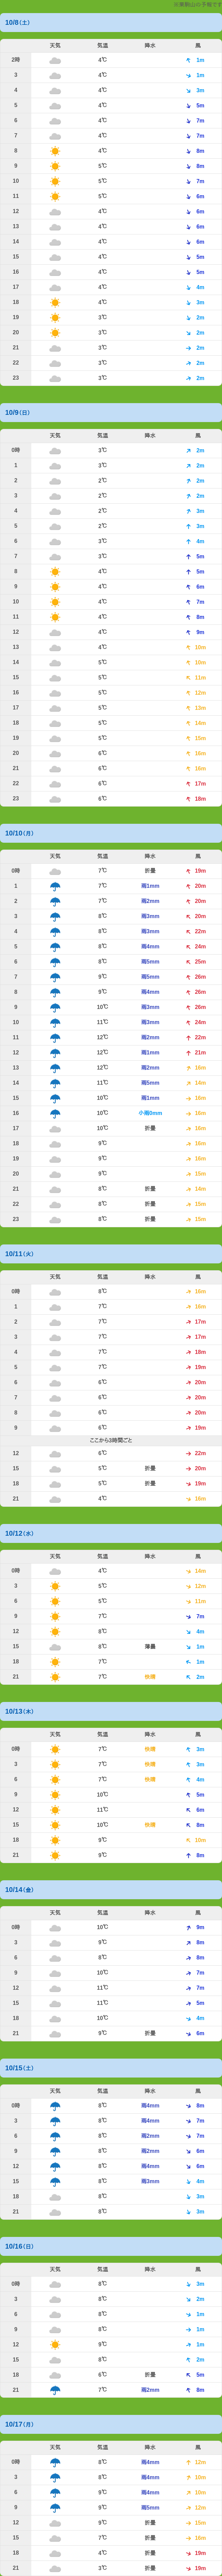 10/8(土)
天気 気温 降水 風
2時 4℃ 1m
3 4℃ 1m
4 4℃ 3m
5 4℃ 5m
6 4℃ 7m
7 4℃ 7m
8 4℃ 8m
9 5℃ 8m
10 5℃ 7m
11 5℃ 6m
12 4℃ 6m
13 4℃ 6m
14 4℃ 6m
15 4℃ 5m
16 4℃ 5m
17 4℃ 4m
18 4℃ 3m
19 3℃ 2m
20 3℃ 2m
21 3℃ 2m
22 3℃ 2m
23 3℃ 2m
10/9(日)
天気 気温 降水 風
0時 3℃ 2m
1 3℃ 2m
2 2℃ 2m
3 2℃ 2m
4 2℃ 3m
5 2℃ 3m
6 3℃ 4m
7 3℃ 5m
8 4℃ 5m
9 4℃ 6m
10 4℃ 7m
11 4℃ 8m
12 4℃ 9m
13 4℃ 10m
14 5℃ 10m
15 5℃ 11m
16 5℃ 12m
17 5℃ 13m
18 5℃ 14m
19 5℃ 15m
20 6℃ 16m
21 6℃ 16m
22 6℃ 17m
23 6℃ 18m
10/10(月)
天気 気温 降水 風
0時 7℃ 折曇 19m
1 7℃ 雨1mm 20m
2 7℃ 雨2mm 20m
3 8℃ 雨3mm 20m
4 8℃ 雨3mm 22m
5 8℃ 雨4mm 24m
6 8℃ 雨5mm 25m
7 9℃ 雨5mm 26m
8 9℃ 雨4mm 26m
9 10℃ 雨3mm 26m
10 11℃ 雨3mm 24m
11 12℃ 雨2mm 22m
12 12℃ 雨1mm 21m
13 12℃ 雨2mm 16m
14 11℃ 雨5mm 14m
15 10℃ 雨1mm 16m
16 10℃ 小雨0mm 16m
17 10℃ 折曇 16m
18 9℃ 16m
19 9℃ 16m
20 9℃ 15m
21 8℃ 折曇 14m
22 8℃ 折曇 15m
23 8℃ 折曇 15m
10/11(火)
天気 気温 降水 風
0時 8℃ 16m
1 7℃ 16m
2 7℃ 17m
3 7℃ 17m
4 7℃ 18m
5 7℃ 19m
6 6℃ 20m
7 6℃ 20m
8 6℃ 20m
9 6℃ 19m
ここから3時間ごと
12 6℃ 22m
15 5℃ 折曇 20m
18 5℃ 折曇 19m
21 4℃ 16m
10/12(水)
天気 気温 降水 風
0時 4℃ 14m
3 5℃ 12m
6 5℃ 11m
9 7℃ 7m
12 8℃ 4m
15 8℃ 薄曇 1m
18 7℃ 1m
21 7℃ 快晴 2m
10/13(木)
天気 気温 降水 風
0時 7℃ 快晴 3m
3 7℃ 快晴 3m
6 7℃ 快晴 4m
9 10℃ 5m
12 11℃ 6m
15 10℃ 快晴 8m
18 9℃ 10m
21 9℃ 8m
10/14(金)
天気 気温 降水 風
0時 10℃ 9m
3 9℃ 8m
6 8℃ 8m
9 10℃ 7m
12 11℃ 7m
15 11℃ 5m
18 10℃ 4m
21 9℃ 折曇 6m
10/15(土)
天気 気温 降水 風
0時 8℃ 雨4mm 8m
3 8℃ 雨4mm 7m
6 8℃ 雨2mm 7m
9 8℃ 雨2mm 6m
12 8℃ 雨4mm 6m
15 8℃ 雨3mm 4m
18 8℃ 3m
21 8℃ 3m
10/16(日)
天気 気温 降水 風
0時 8℃ 3m
3 8℃ 2m
6 8℃ 1m
9 8℃ 1m
12 9℃ 1m
15 8℃ 2m
18 6℃ 折曇 5m
21 7℃ 雨2mm 8m
10/17(月)
天気 気温 降水 風
0時 8℃ 雨4mm 12m
3 8℃ 雨4mm 10m
6 9℃ 雨4mm 10m
9 9℃ 雨5mm 12m
12 9℃ 折曇 15m
15 7℃ 折曇 15m
18 4℃ 折曇 19m
21 3℃ 折曇 19m